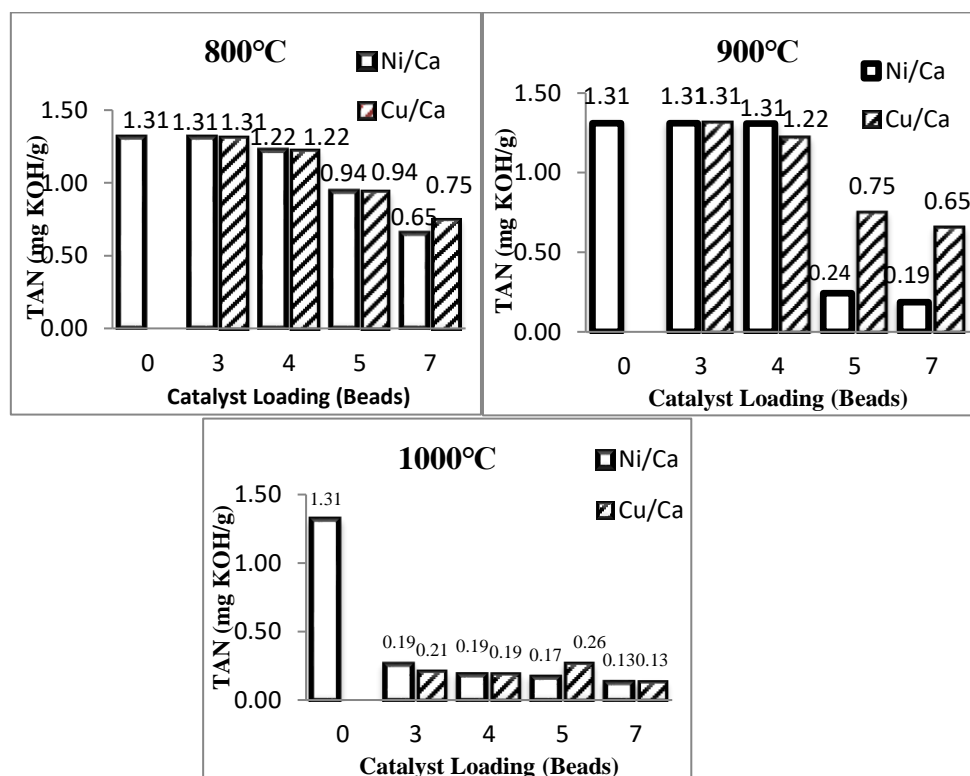 800°C
Ni/Ca
Cu/Ca
TAN (mg KOH/g)
1.50
1.00
0.50
0.00
1.31
1.31 1.31
1.22 1.22
0.94 0.94
0.65 0.75
0 3 4 5 7
Catalyst Loading (Beads)
900°C
Ni/Ca
Cu/Ca
TAN (mg KOH/g)
1.50
1.00
0.50
0.00
1.31
1.31 1.31
1.31 1.22
0.24 0.75
0.19 0.65
0 3 4 5 7
Catalyst Loading (Beads)
1000°C
Ni/Ca
Cu/Ca
TAN (mg KOH/g)
1.50
1.00
0.50
0.00
1.31
0.19 0.21
0.19 0.19
0.17 0.26
0.13 0.13
0 3 4 5 7
Catalyst Loading (Beads)